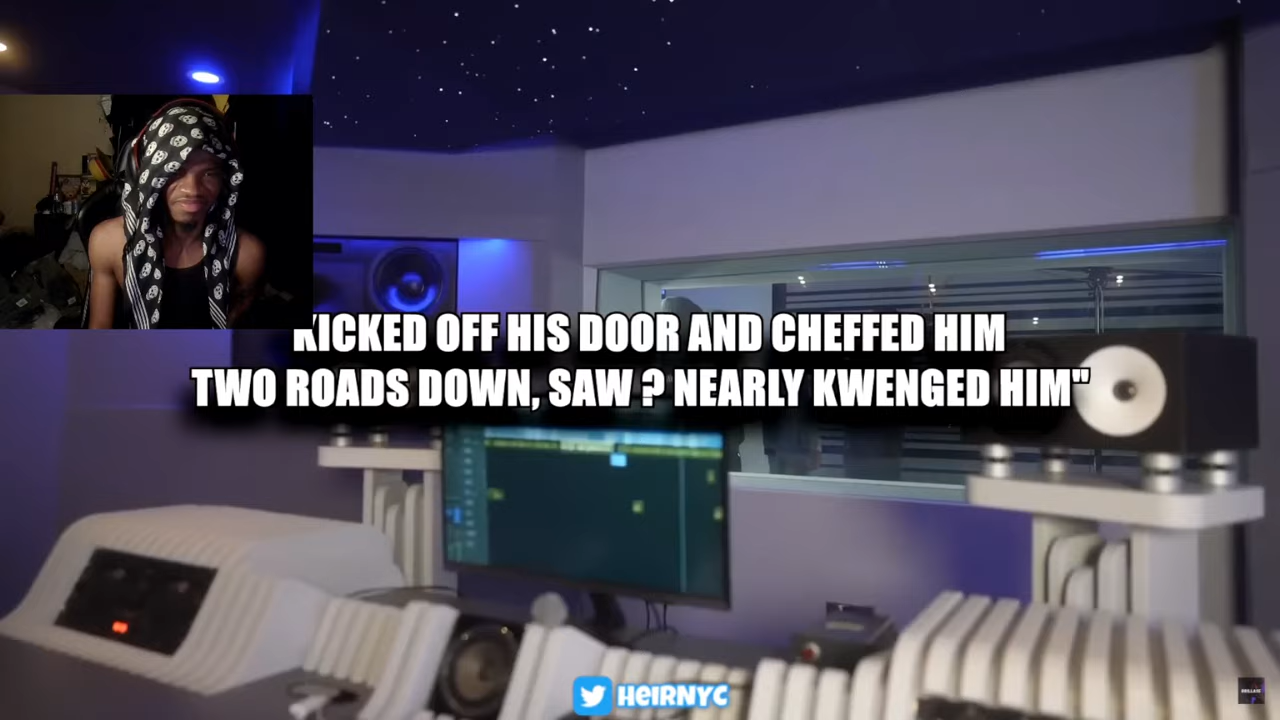 KICKED OFF HIS DOOR AND CHEFFED HIM
TWO ROADS DOWN, SAW ? NEARLY KWENGED HIM"
HEIRNYC